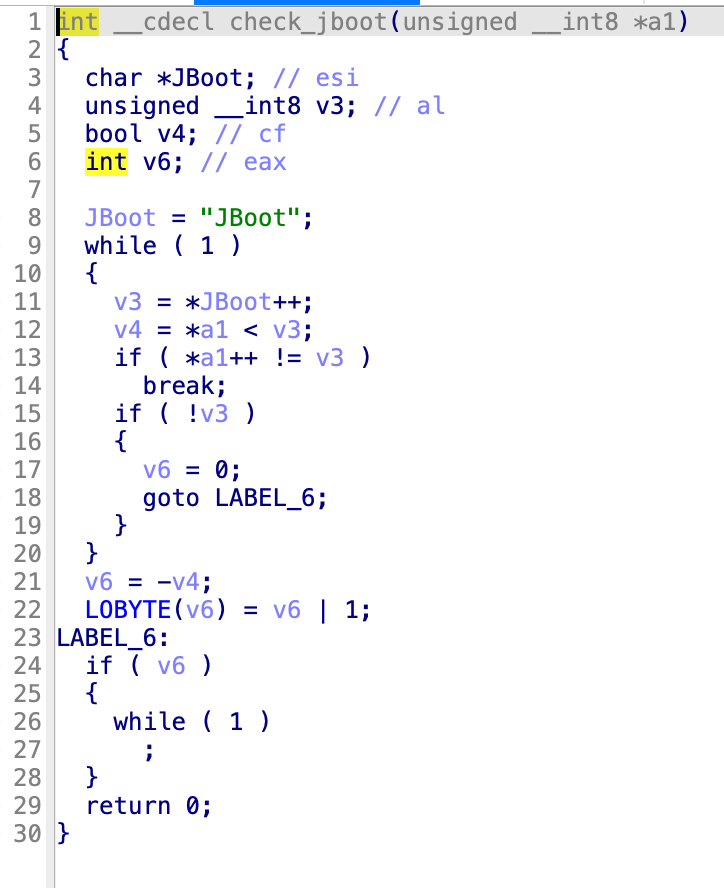 1 int __cdecl check_jboot(unsigned __int8 *a1)
2 {
3   char *JBoot; // esi
4   unsigned __int8 v3; // al
5   bool v4; // cf
6   int v6; // eax
7
8   JBoot = "JBoot";
9   while ( 1 )
10   {
11     v3 = *JBoot++;
12     v4 = *a1 < v3;
13     if ( *a1++ != v3 )
14       break;
15     if ( !v3 )
16     {
17       v6 = 0;
18       goto LABEL_6;
19     }
20   }
21   v6 = -v4;
22   LOBYTE(v6) = v6 | 1;
23 LABEL_6:
24   if ( v6 )
25   {
26     while ( 1 )
27       ;
28   }
29   return 0;
30 }